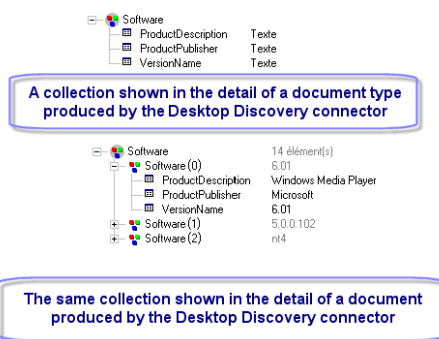 Software
ProductDescription Texte
ProductPublisher Texte
VersionName Texte
A collection shown in the detail of a document type
produced by the Desktop Discovery connector
Software 14 élément(s)
Software (0) 6.01
ProductDescription Windows Media Player
ProductPublisher Microsoft
VersionName 6.01
Software (1) 5.0.0.102
Software (2) nt4
The same collection shown in the detail of a document
produced by the Desktop Discovery connector